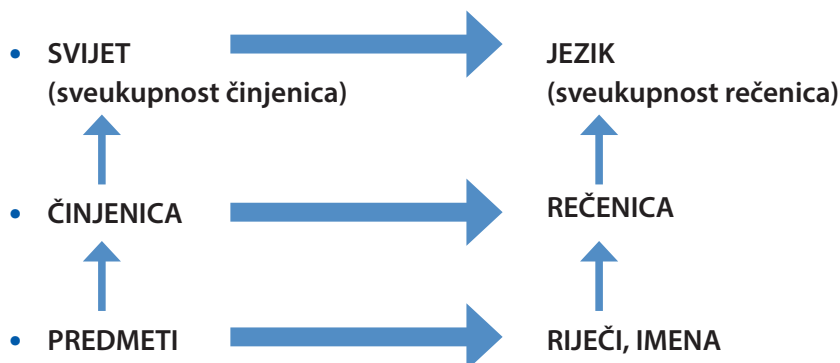 • SVIJET
(sveukupnost činjenica)
JEZIK
(sveukupnost rečenica)
• ČINJENICA
REČENICA
• PREDMETI
RIJEČI, IMENA